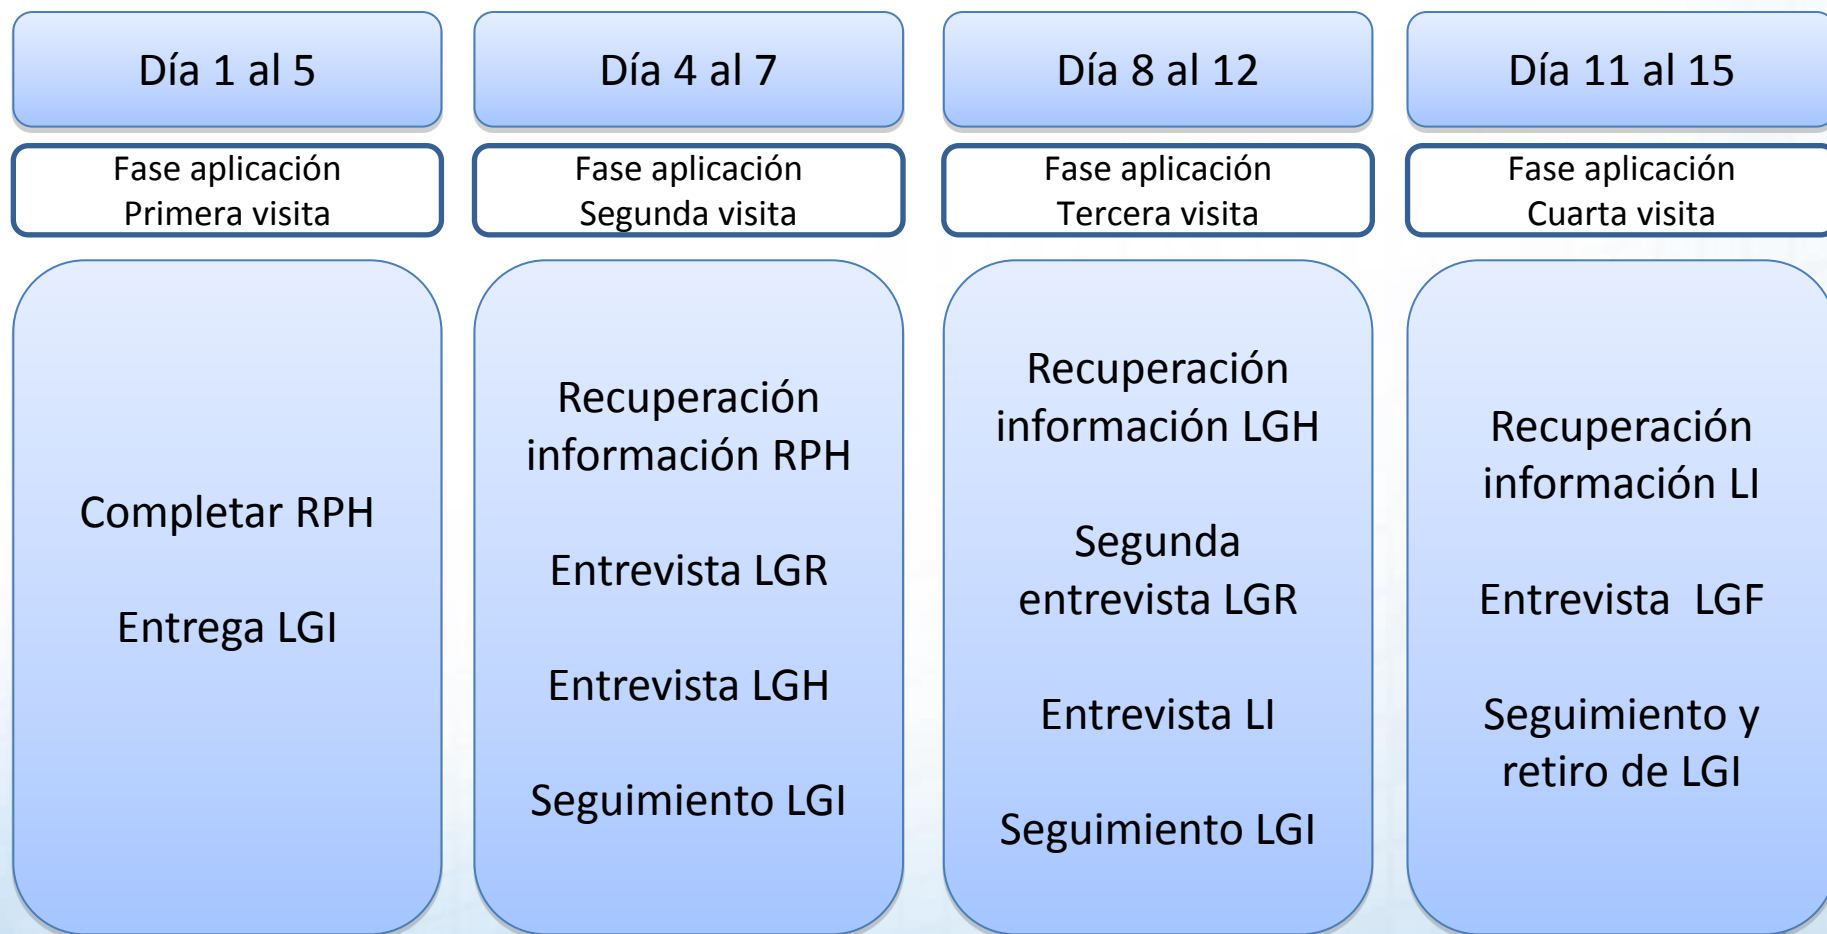 Día 1 al 5
Fase aplicación
Primera visita
Completar RPH
Entrega LGI
Día 4 al 7
Fase aplicación
Segunda visita
Recuperación
información RPH
Entrevista LGR
Entrevista LGH
Seguimiento LGI
Día 8 al 12
Fase aplicación
Tercera visita
Recuperación
información LGH
Segunda
entrevista LGR
Entrevista LI
Seguimiento LGI
Día 11 al 15
Fase aplicación
Cuarta visita
Recuperación
información LI
Entrevista LGF
Seguimiento y
retiro de LGI